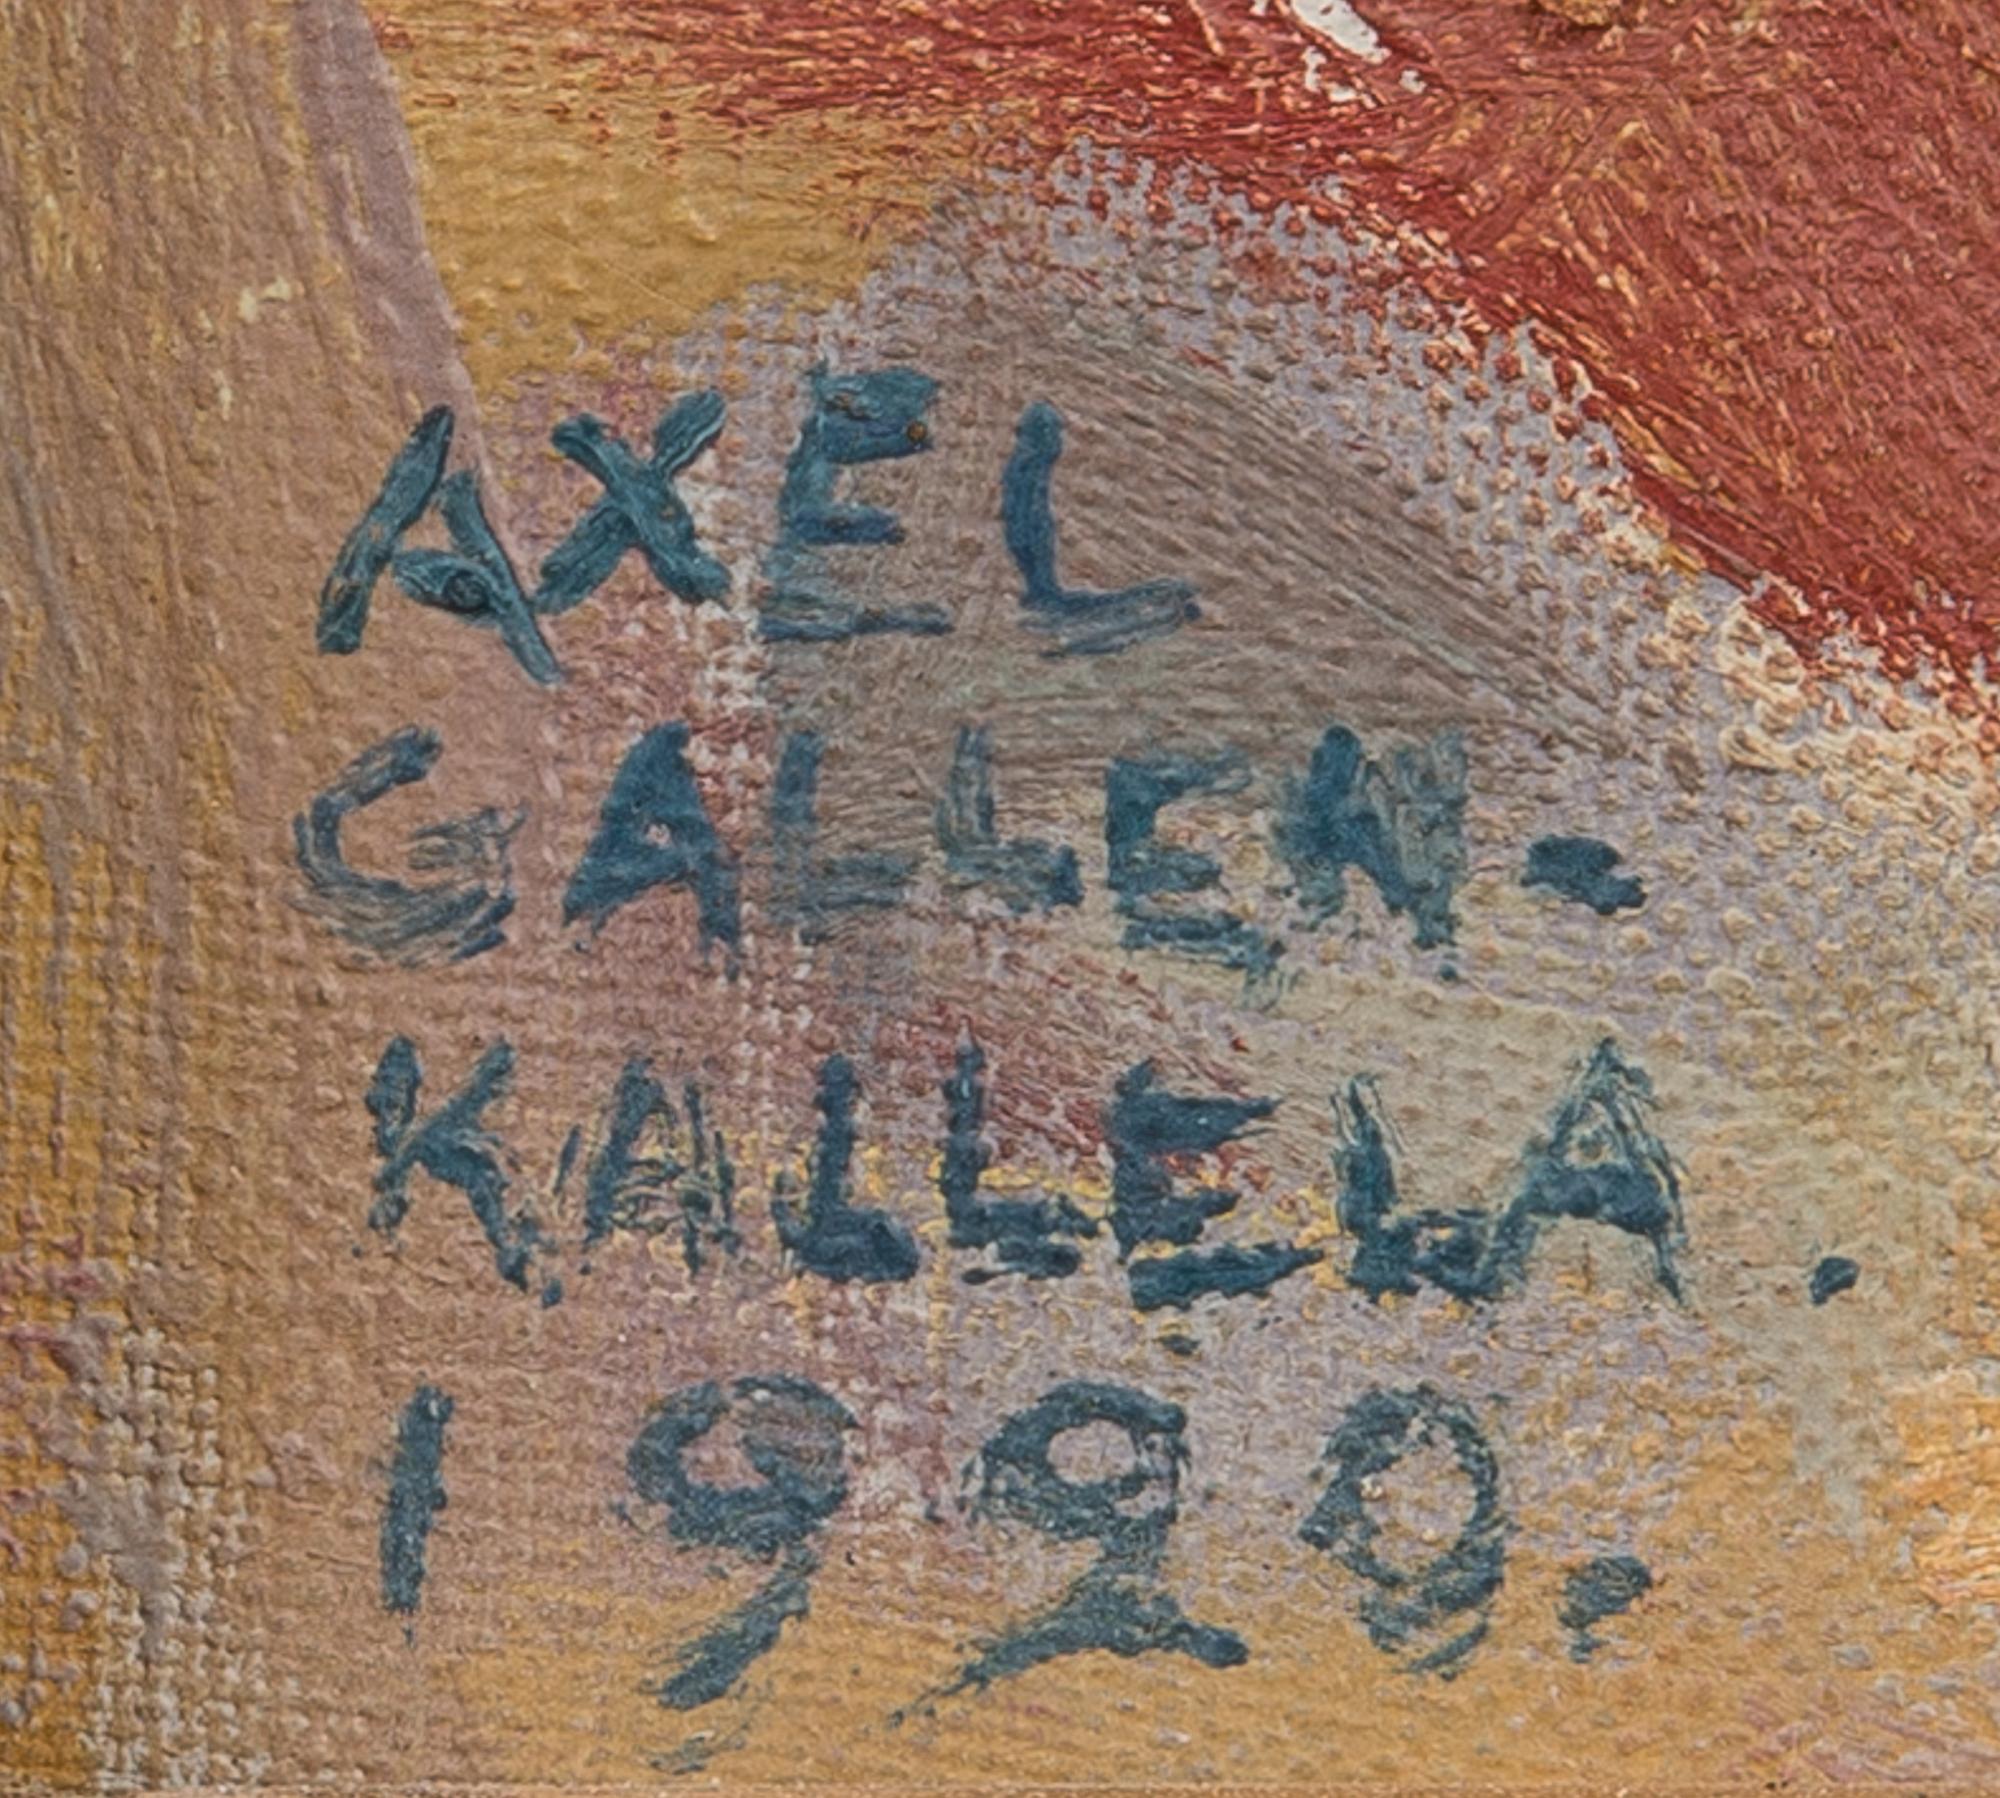 AXEL
GALLEN-
KALLELA.
1920.